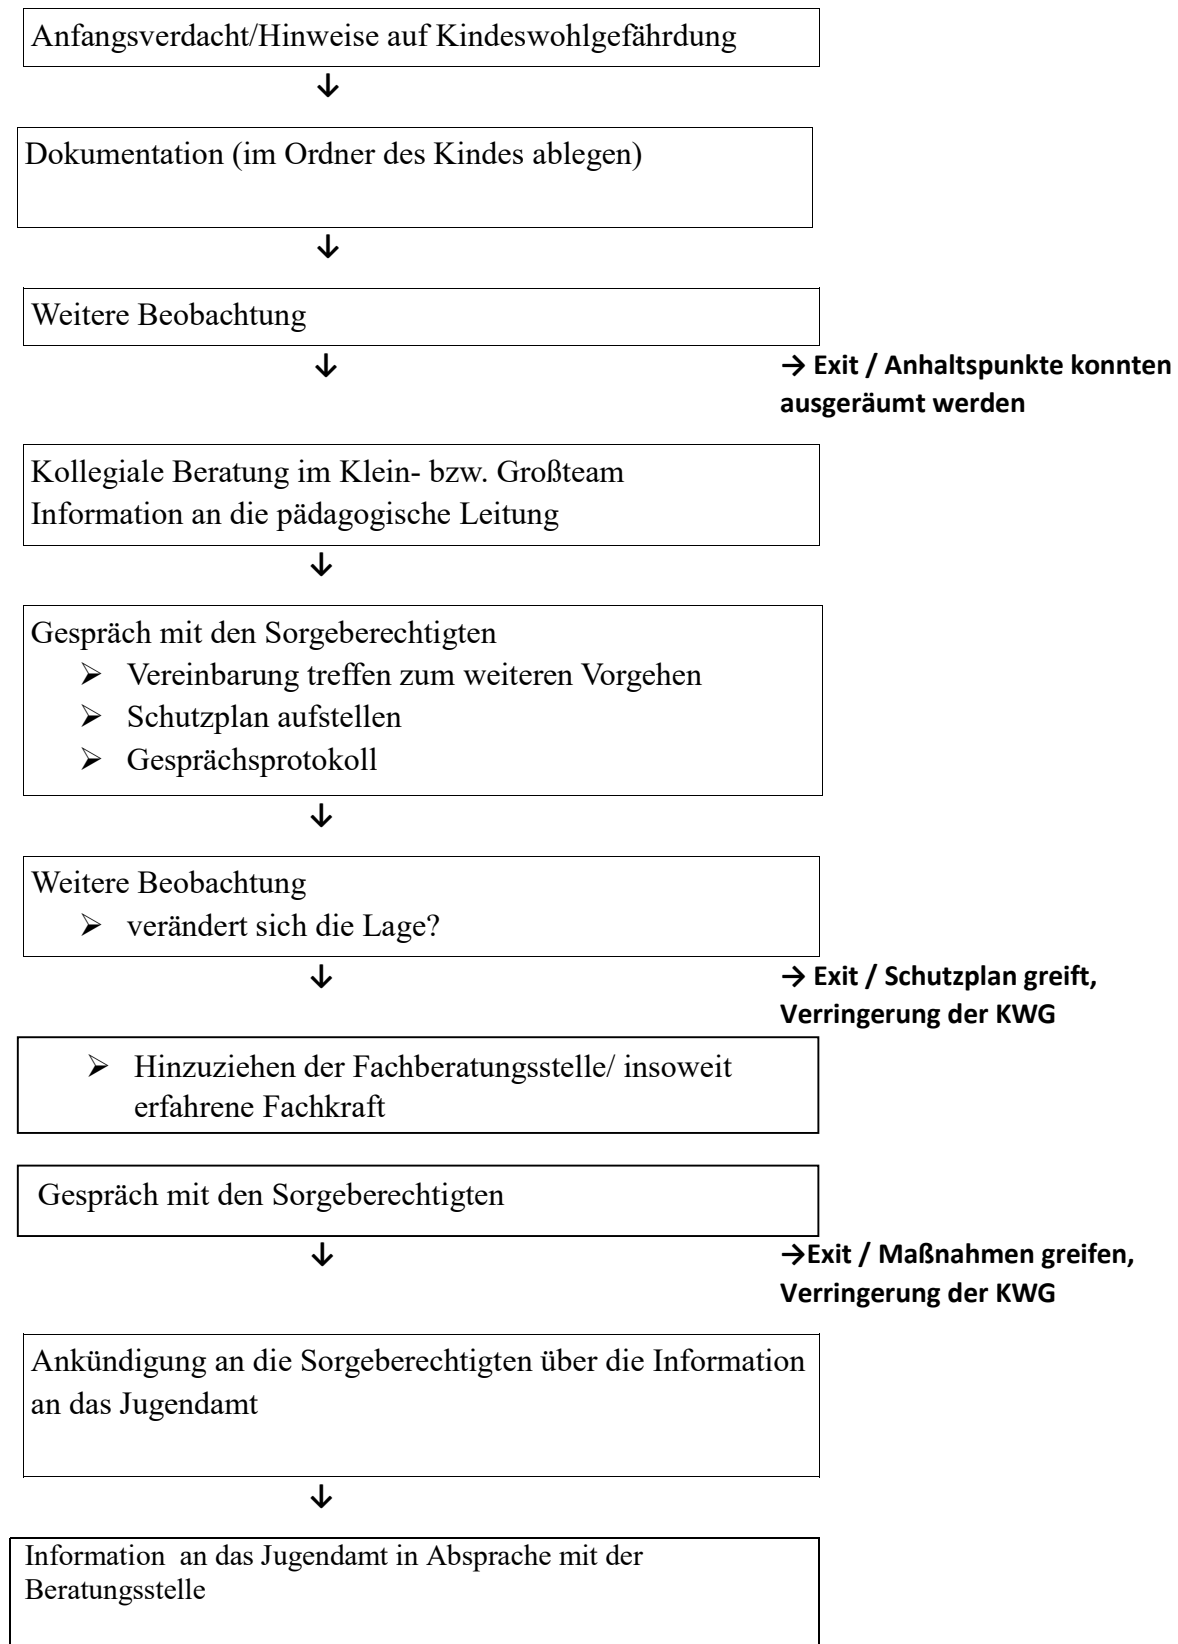 Anfangsverdacht/Hinweise auf Kindeswohlgefährdung
↓
Dokumentation (im Ordner des Kindes ablegen)
↓
Weitere Beobachtung
↓
→ Exit / Anhaltspunkte konnten
ausgeräumt werden
Kollegiale Beratung im Klein- bzw. Großteam
Information an die pädagogische Leitung
↓
Gespräch mit den Sorgeberechtigten
➢ Vereinbarung treffen zum weiteren Vorgehen
➢ Schutzplan aufstellen
➢ Gesprächsprotokoll
↓
Weitere Beobachtung
➢ verändert sich die Lage?
↓
→ Exit / Schutzplan greift,
Verringerung der KWG
➢ Hinzuziehen der Fachberatungsstelle/ insoweit
erfahrene Fachkraft
Gespräch mit den Sorgeberechtigten
↓
→Exit / Maßnahmen greifen,
Verringerung der KWG
Ankündigung an die Sorgeberechtigten über die Information
an das Jugendamt
↓
Information  an das Jugendamt in Absprache mit der
Beratungsstelle